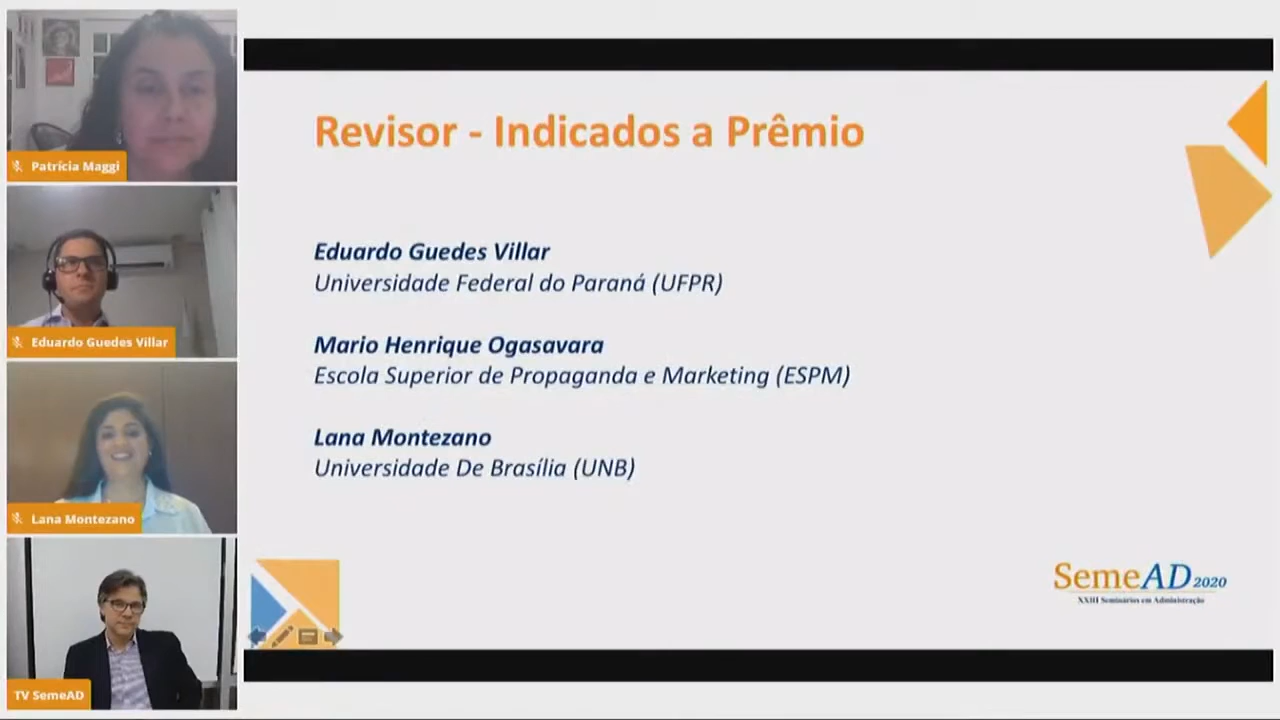 Patrícia Maggi
Eduardo Guedes Villar
Lana Montezano
TV SemeAD
Revisor - Indicados a Prêmio
Eduardo Guedes Villar
Universidade Federal do Paraná (UFPR)
Mario Henrique Ogasavara
Escola Superior de Propaganda e Marketing (ESPM)
Lana Montezano
Universidade De Brasília (UNB)
SemeAD 2020
XXIII Seminários em Administração